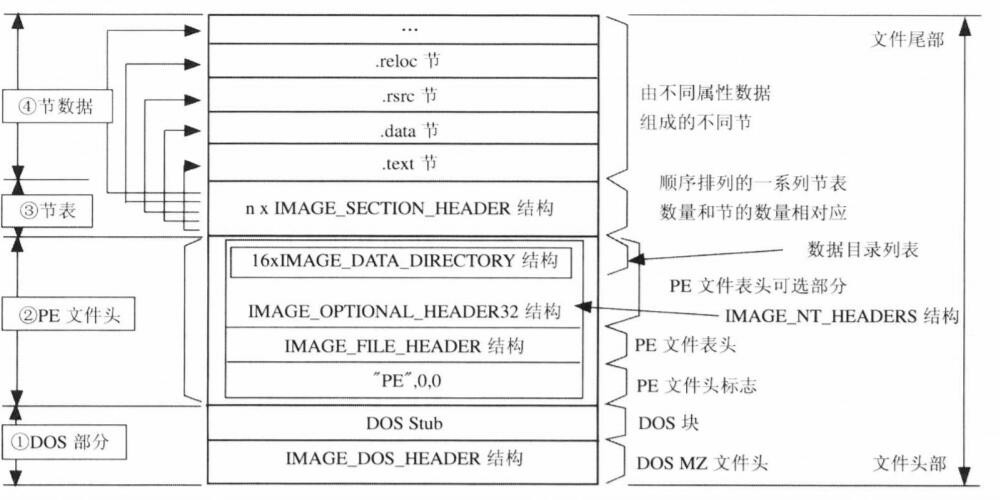 …
文件尾部
.reloc 节
.rsrc 节
.data 节
.text 节
④节数据
由不同属性数据
组成的不同节
③节表
n x IMAGE_SECTION_HEADER 结构
顺序排列的一系列节表
数量和节的数量相对应
②PE 文件头
16xIMAGE_DATA_DIRECTORY 结构
数据目录列表
PE 文件表头可选部分
IMAGE_OPTIONAL_HEADER32 结构
IMAGE_NT_HEADERS 结构
IMAGE_FILE_HEADER 结构
PE 文件表头
"PE",0,0
PE 文件头标志
①DOS 部分
DOS Stub
DOS 块
IMAGE_DOS_HEADER 结构
DOS MZ 文件头
文件头部